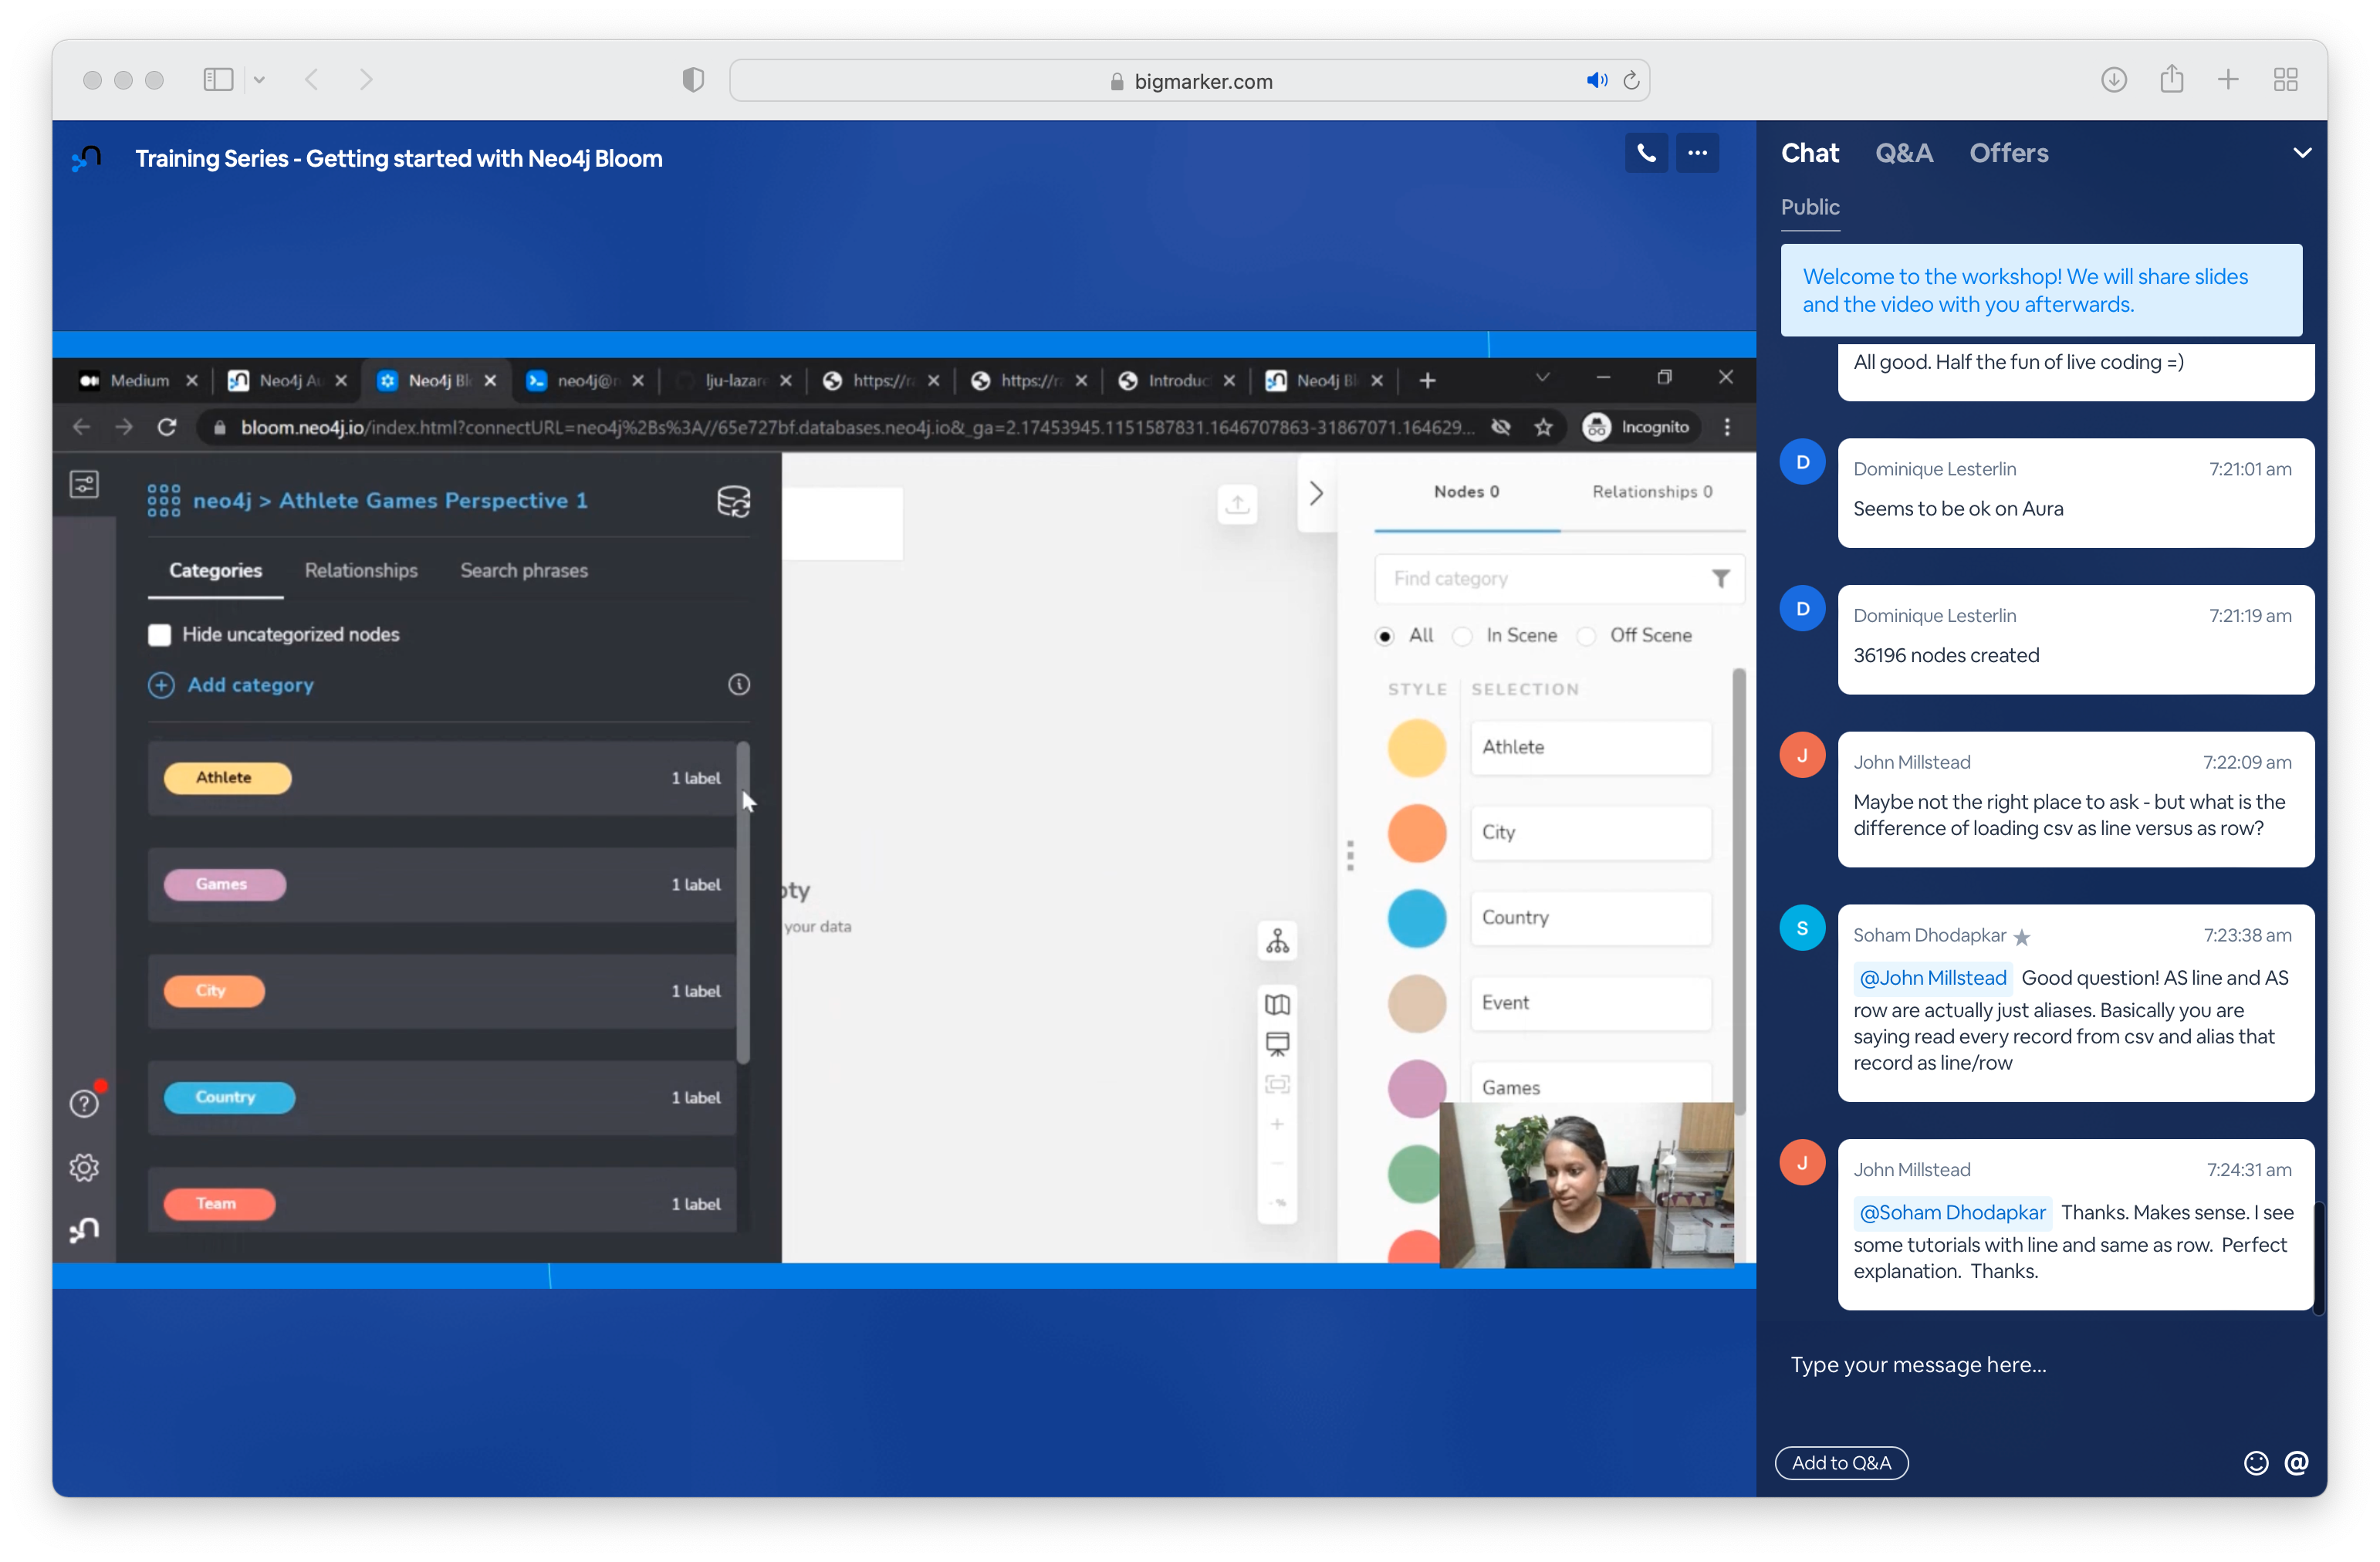 bigmarker.com
Training Series - Getting started with Neo4j Bloom
Medium
Neo4j Au
Neo4j Bl
neo4j@n
lju-lazar
https://r
https://r
Introduc
Neo4j Bl
bloom.neo4j.io/index.html?connectURL=neo4j%2Bs%3A//65e727bf.databases.neo4j.io&_ga=2.17453945.1151587831.1646707863-31867071.164629...
Incognito
neo4j > Athlete Games Perspective 1
Categories Relationships Search phrases
Hide uncategorized nodes
Add category
Athlete 1 label
Games 1 label
City 1 label
Country 1 label
Team 1 label
pty
your data
Nodes 0 Relationships 0
Find category
All In Scene Off Scene
STYLE SELECTION
Athlete
City
Country
Event
Games
Chat Q&A Offers
Public
Welcome to the workshop! We will share slides
and the video with you afterwards.
All good. Half the fun of live coding =)
D
Dominique Lesterlin 7:21:01 am
Seems to be ok on Aura
D
Dominique Lesterlin 7:21:19 am
36196 nodes created
J
John Millstead 7:22:09 am
Maybe not the right place to ask - but what is the
difference of loading csv as line versus as row?
S
Soham Dhodapkar 7:23:38 am
@John Millstead Good question! AS line and AS
row are actually just aliases. Basically you are
saying read every record from csv and alias that
record as line/row
J
John Millstead 7:24:31 am
@Soham Dhodapkar Thanks. Makes sense. I see
some tutorials with line and same as row. Perfect
explanation. Thanks.
Type your message here...
Add to Q&A